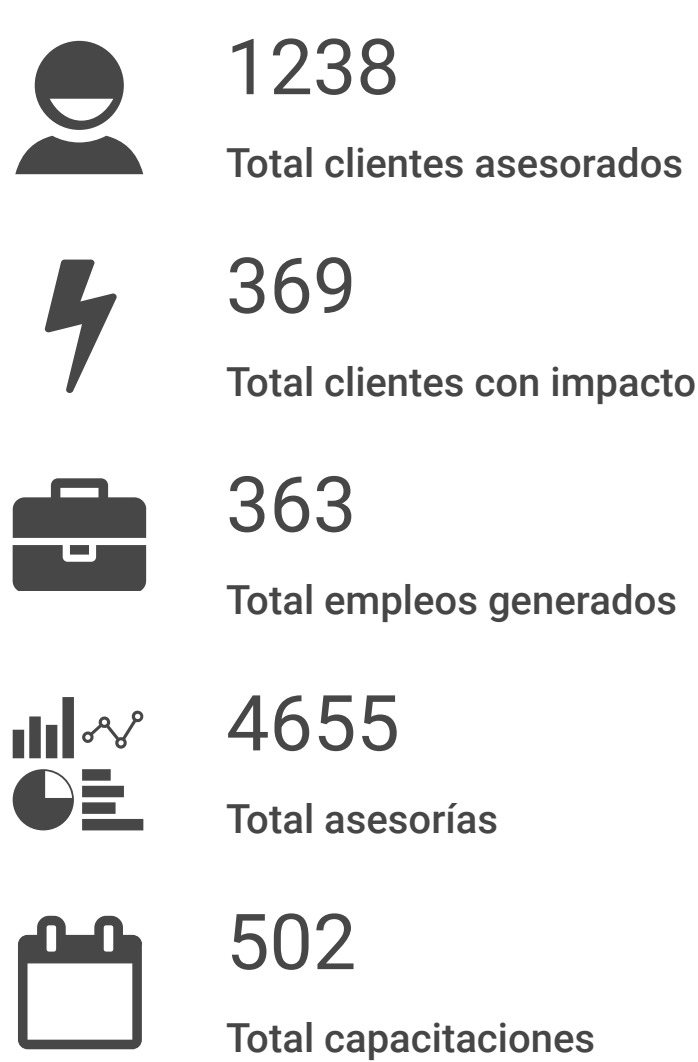 1238
Total clientes asesorados
369
Total clientes con impacto
363
Total empleos generados
4655
Total asesorías
502
Total capacitaciones